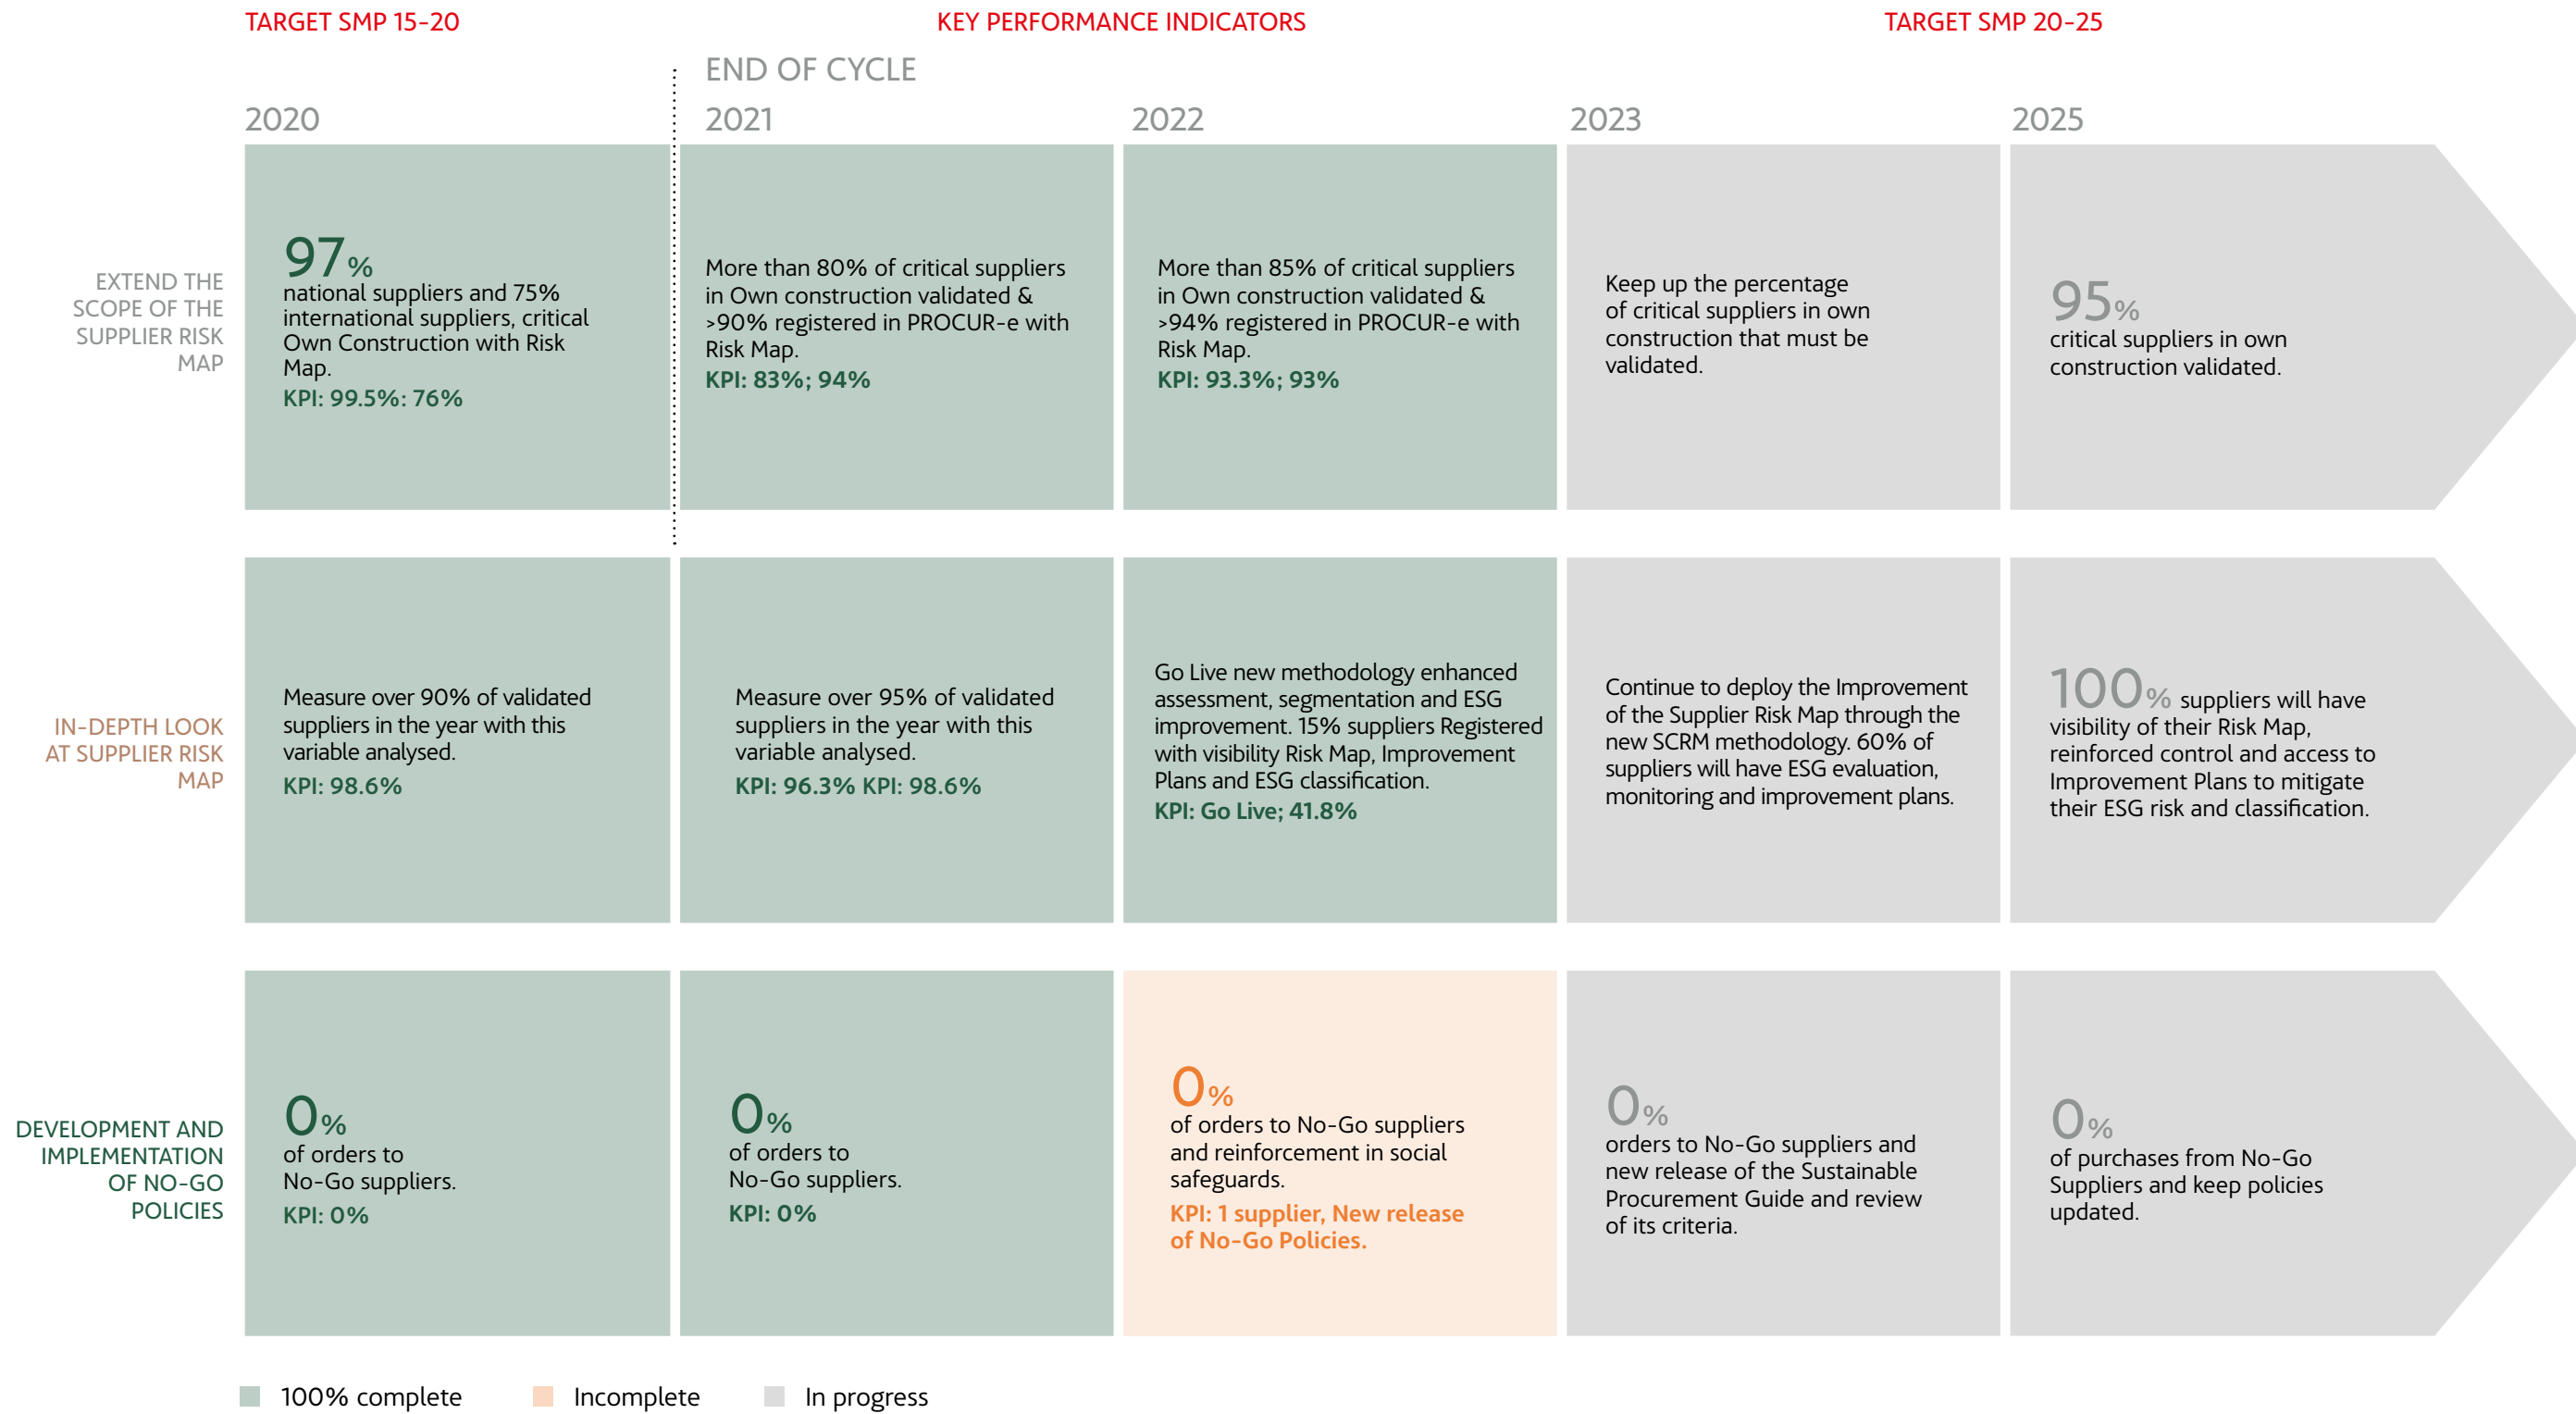 TARGET SMP 15-20
KEY PERFORMANCE INDICATORS
TARGET SMP 20-25
END OF CYCLE
2020
2021
2022
2023
2025
EXTEND THE
SCOPE OF THE
SUPPLIER RISK
MAP
97%
national suppliers and 75%
international suppliers, critical
Own Construction with Risk
Map.
KPI: 99.5%: 76%
More than 80% of critical suppliers
in Own construction validated &
>90% registered in PROCUR-e with
Risk Map.
KPI: 83%; 94%
More than 85% of critical suppliers
in Own construction validated &
>94% registered in PROCUR-e with
Risk Map.
KPI: 93.3%; 93%
Keep up the percentage
of critical suppliers in own
construction that must be
validated.
95%
critical suppliers in own
construction validated.
IN-DEPTH LOOK
AT SUPPLIER RISK
MAP
Measure over 90% of validated
suppliers in the year with this
variable analysed.
KPI: 98.6%
Measure over 95% of validated
suppliers in the year with this
variable analysed.
KPI: 96.3% KPI: 98.6%
Go Live new methodology enhanced
assessment, segmentation and ESG
improvement. 15% suppliers Registered
with visibility Risk Map, Improvement
Plans and ESG classification.
KPI: Go Live; 41.8%
Continue to deploy the Improvement
of the Supplier Risk Map through the
new SCRM methodology. 60% of
suppliers will have ESG evaluation,
monitoring and improvement plans.
100% suppliers will have
visibility of their Risk Map,
reinforced control and access to
Improvement Plans to mitigate
their ESG risk and classification.
DEVELOPMENT AND
IMPLEMENTATION
OF NO-GO
POLICIES
0%
of orders to
No-Go suppliers.
KPI: 0%
0%
of orders to
No-Go suppliers.
KPI: 0%
0%
of orders to No-Go suppliers
and reinforcement in social
safeguards.
KPI: 1 supplier, New release
of No-Go Policies.
0%
orders to No-Go suppliers and
new release of the Sustainable
Procurement Guide and review
of its criteria.
0%
of purchases from No-Go
Suppliers and keep policies
updated.
100% complete
Incomplete
In progress